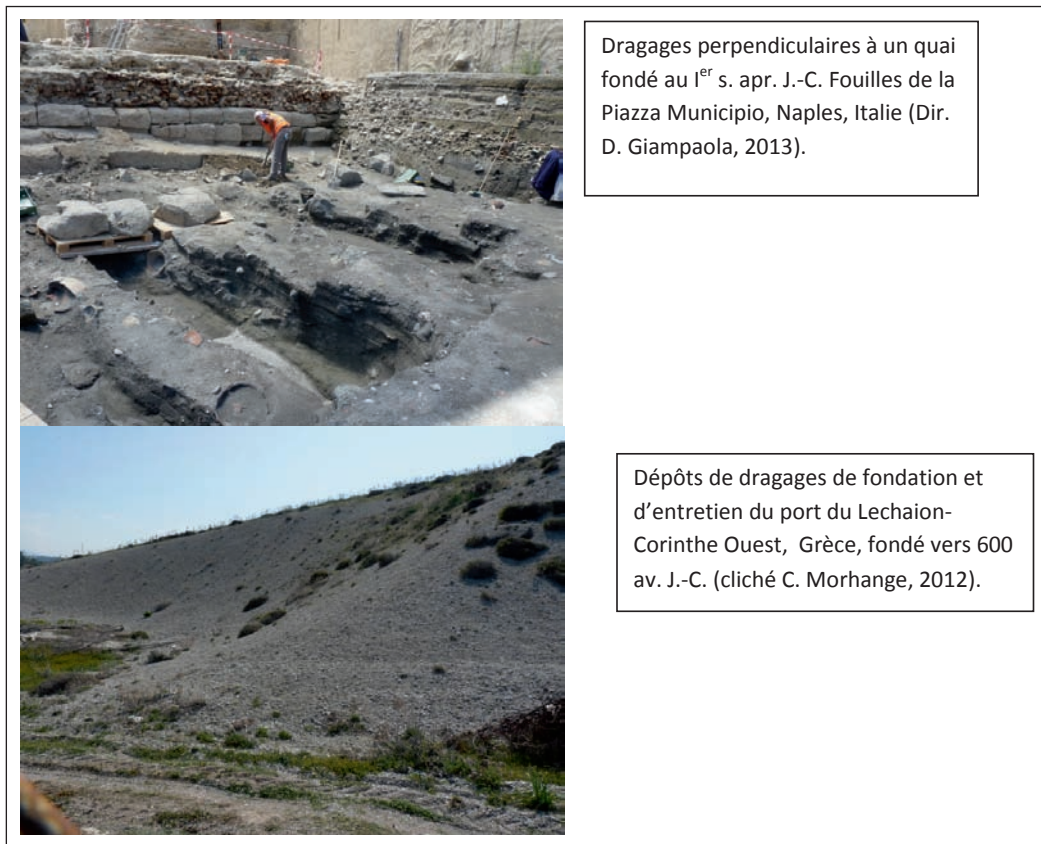 Dragages perpendiculaires à un quai
fondé au Ier s. apr. J.-C. Fouilles de la
Piazza Municipio, Naples, Italie (Dir.
D. Giampaola, 2013).
Dépôts de dragages de fondation et
d’entretien du port du Lechaion-
Corinthe Ouest, Grèce, fondé vers 600
av. J.-C. (cliché C. Morhange, 2012).